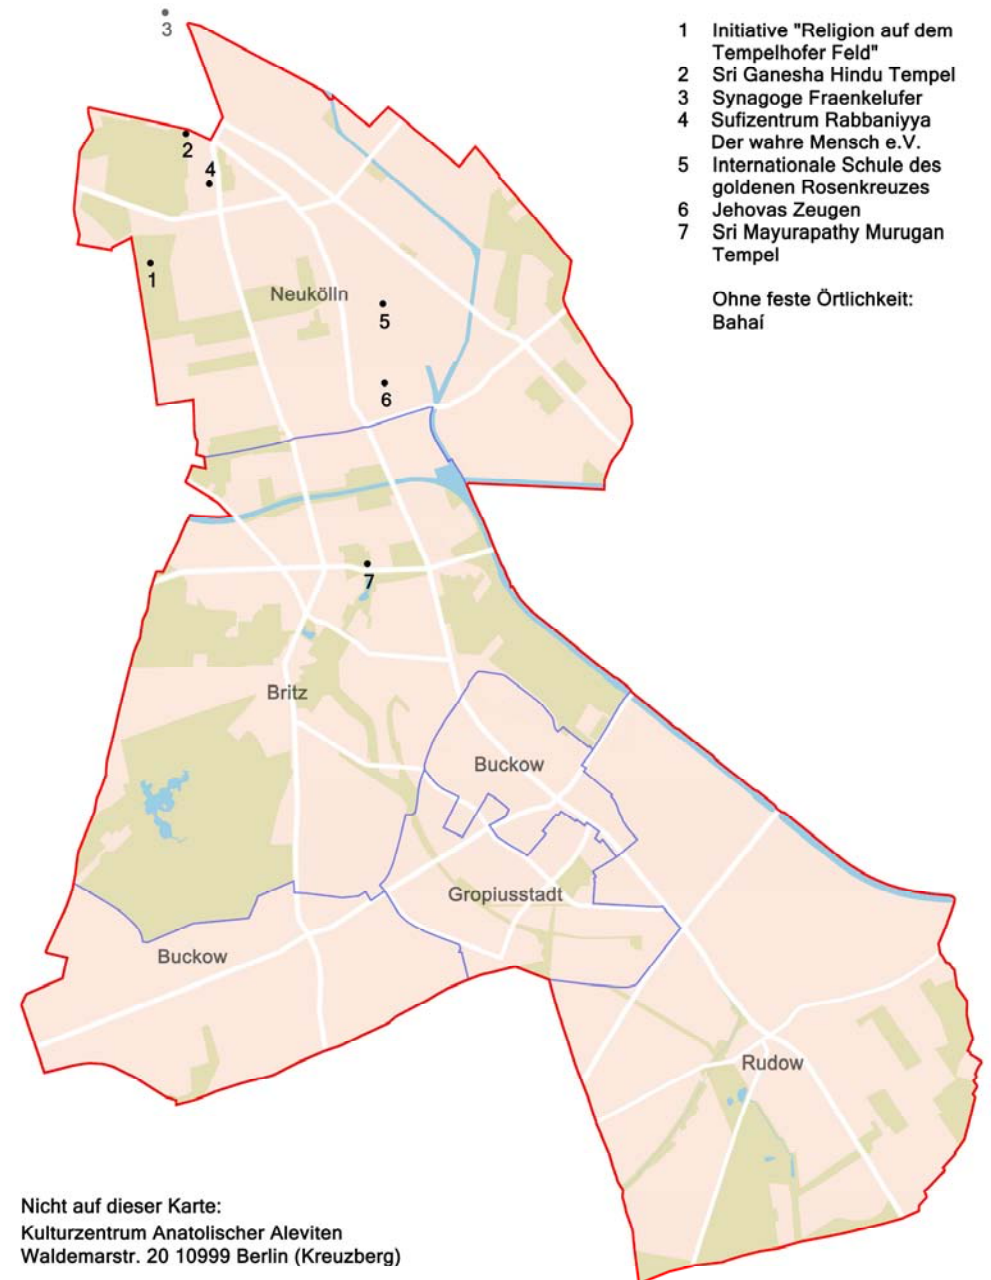 3
1 Initiative "Religion auf dem
Tempelhofer Feld"
2 Sri Ganesha Hindu Tempel
3 Synagoge Fraenkelufer
4 Sufizentrum Rabbaniyya
Der wahre Mensch e.V.
5 Internationale Schule des
goldenen Rosenkreuzes
6 Jehovas Zeugen
7 Sri Mayurapathy Murugan
Tempel
Ohne feste Örtlichkeit:
Bahaí
2
4
1
Neukölln
5
6
7
Britz
Buckow
Gropiusstadt
Buckow
Rudow
Nicht auf dieser Karte:
Kulturzentrum Anatolischer Aleviten
Waldemarstr. 20 10999 Berlin (Kreuzberg)